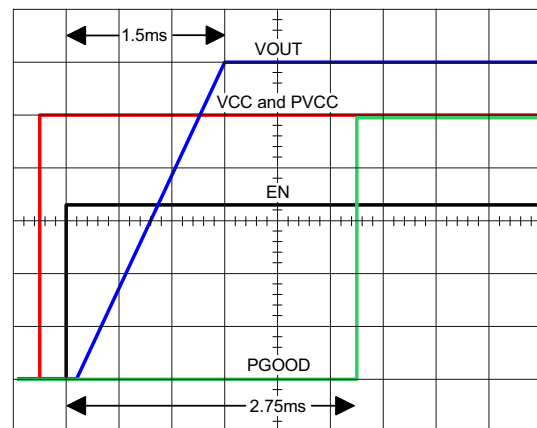 1.5ms
VOUT
VCC and PVCC
EN
PGOOD
2.75ms